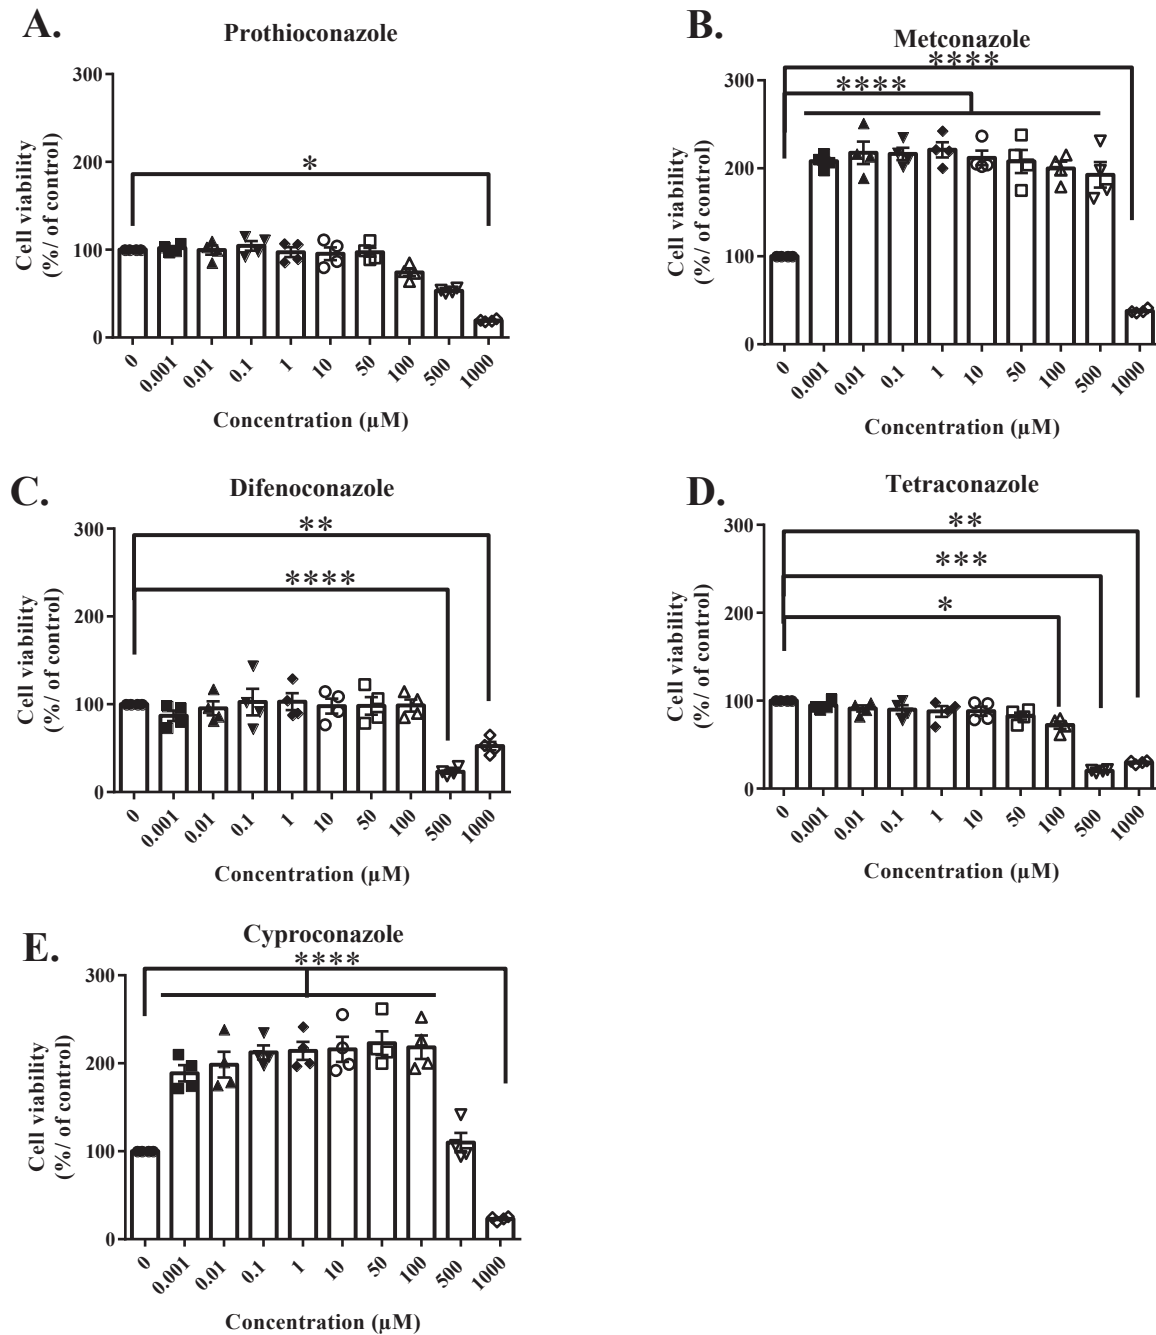 A.
Prothioconazole
300
200
100
0
Cell viability
(%/ of control)
*
0 0.001 0.01 0.1 1 10 50 100 500 1000
Concentration (µM)
B.
Metconazole
****
****
300
200
100
0
Cell viability
(%/ of control)
0 0.001 0.01 0.1 1 10 50 100 500 1000
Concentration (µM)
C.
Difenoconazole
**
****
300
200
100
0
Cell viability
(%/ of control)
0 0.001 0.01 0.1 1 10 50 100 500 1000
Concentration (µM)
D.
Tetraconazole
**
***
*
300
200
100
0
Cell viability
(%/ of control)
0 0.001 0.01 0.1 1 10 50 100 500 1000
Concentration (µM)
E.
Cyproconazole
****
300
200
100
0
Cell viability
(%/ of control)
0 0.001 0.01 0.1 1 10 50 100 500 1000
Concentration (µM)